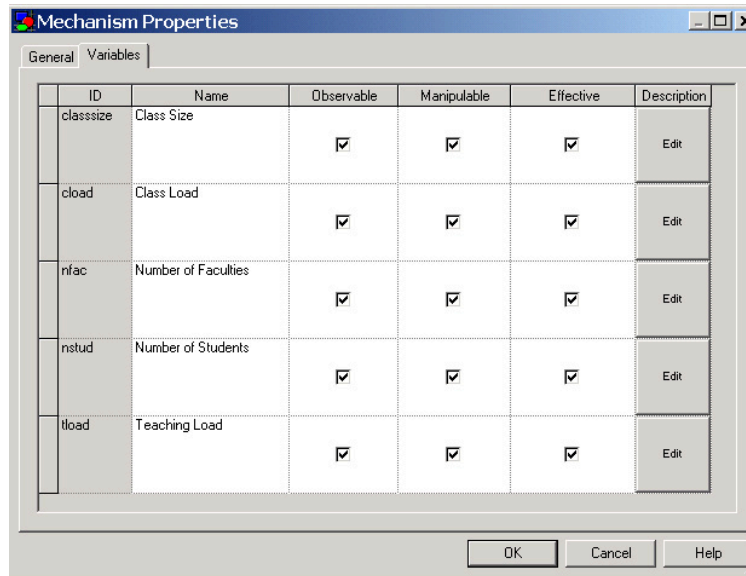 Mechanism Properties
General Variables
ID Name Observable Manipulable Effective Description
classsize Class Size Edit
cload Class Load Edit
nfac Number of Faculties Edit
nstud Number of Students Edit
tload Teaching Load Edit
OK Cancel Help